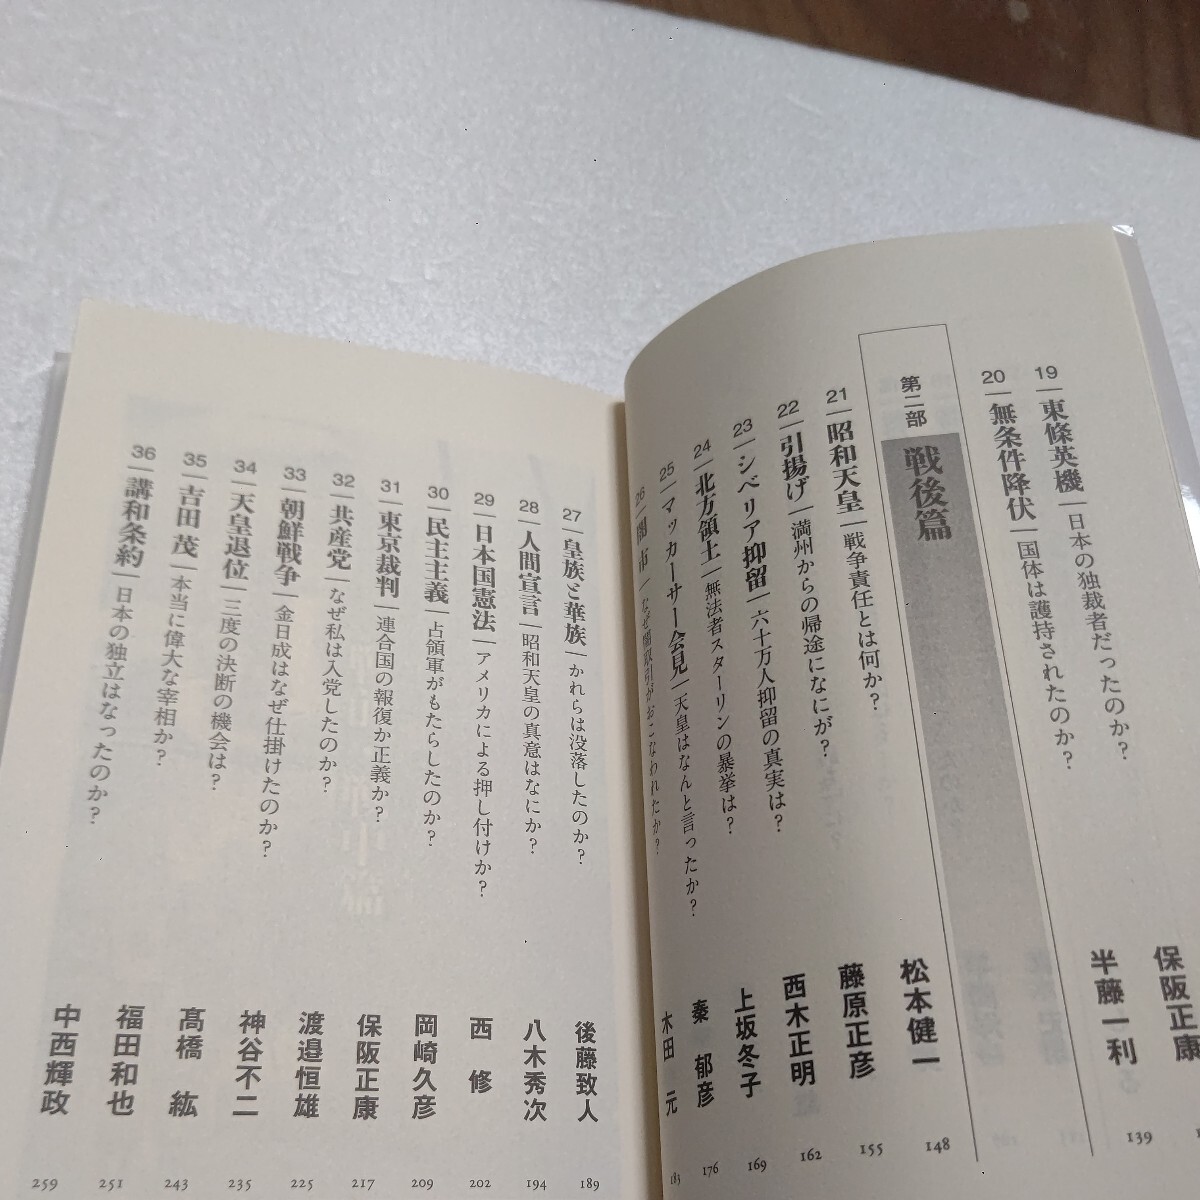 19 東條英機 日本の独裁者だったのか? 保阪正康
20 無条件降伏 国体は護持されたのか? 半藤一利 139
第二部 戦後篇
21 昭和天皇 戦争責任とは何か? 松本健一 148
22 引揚げ 満州からの帰途になにが? 藤原正彦 155
23 シベリア抑留 六十万人抑留の真実は? 西木正明 162
24 北方領土 無法者スターリンの暴挙は? 上坂冬子 169
25 マッカーサー会見 天皇はなんと言ったか? 秦 郁彦 176
26 闇市 なぜ闇取引がおこなわれたか? 木田 元 183
27 皇族と華族 かれらは没落したのか? 後藤致人 189
28 人間宣言 昭和天皇の真意はなにか? 八木秀次 194
29 日本国憲法 アメリカによる押し付けか? 西 修 202
30 民主主義 占領軍がもたらしたのか? 岡崎久彦 209
31 東京裁判 連合国の報復か正義か? 保阪正康 217
32 共産党 なぜ私は入党したのか? 渡邉恒雄 225
33 朝鮮戦争 金日成はなぜ仕掛けたのか? 神谷不二 235
34 天皇退位 三度の決断の機会は? 髙橋 紘 243
35 吉田 茂 本当に偉大な宰相か? 福田和也 251
36 講和条約 日本の独立はなったのか? 中西輝政 259